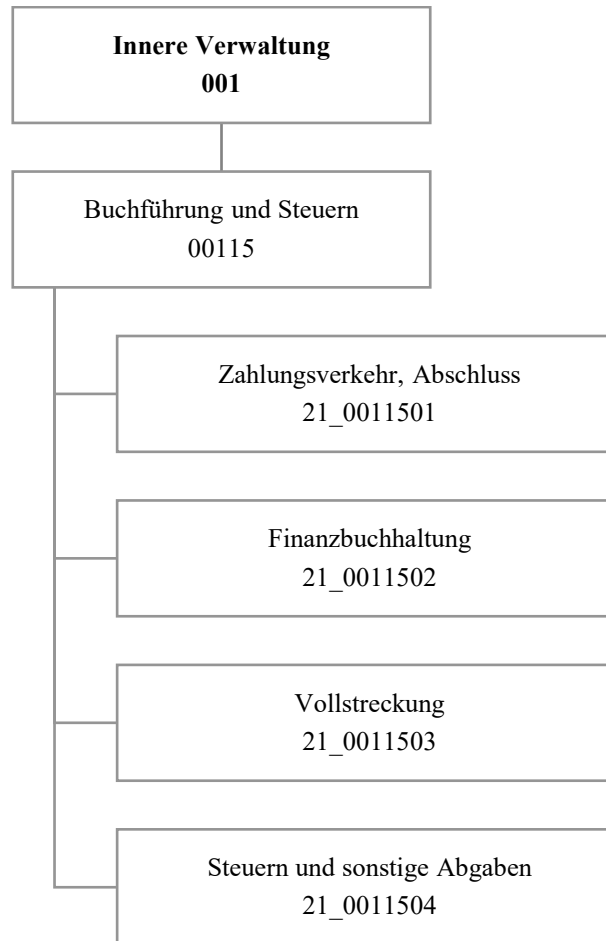 Innere Verwaltung
001
Buchführung und Steuern
00115
Zahlungsverkehr, Abschluss
21_0011501
Finanzbuchhaltung
21_0011502
Vollstreckung
21_0011503
Steuern und sonstige Abgaben
21_0011504